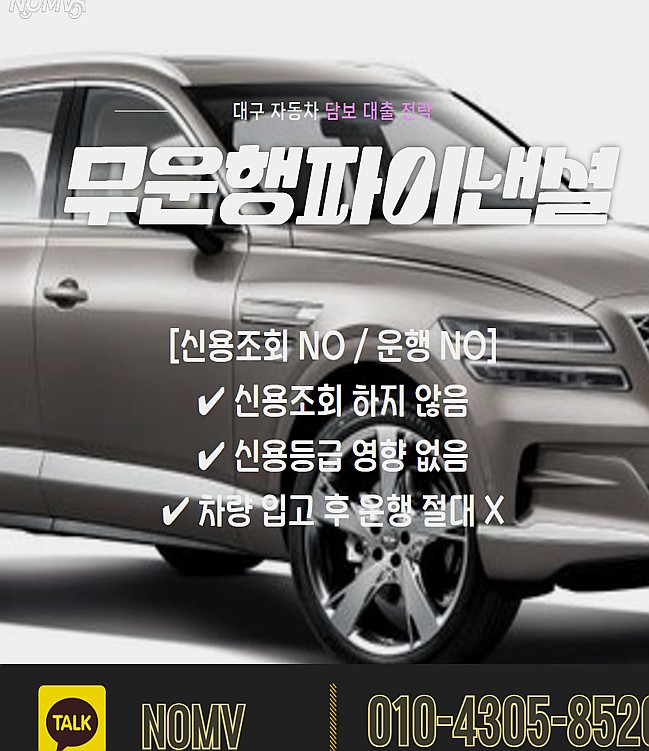 NOMV
대구 자동차 담보 대출 전략
무운행파이낸셜
[신용조회 NO / 운행 NO]
✔ 신용조회 하지 않음
✔ 신용등급 영향 없음
✔ 차량 입고 후 운행 절대 X
TALK
NOMV
010-4305-8520